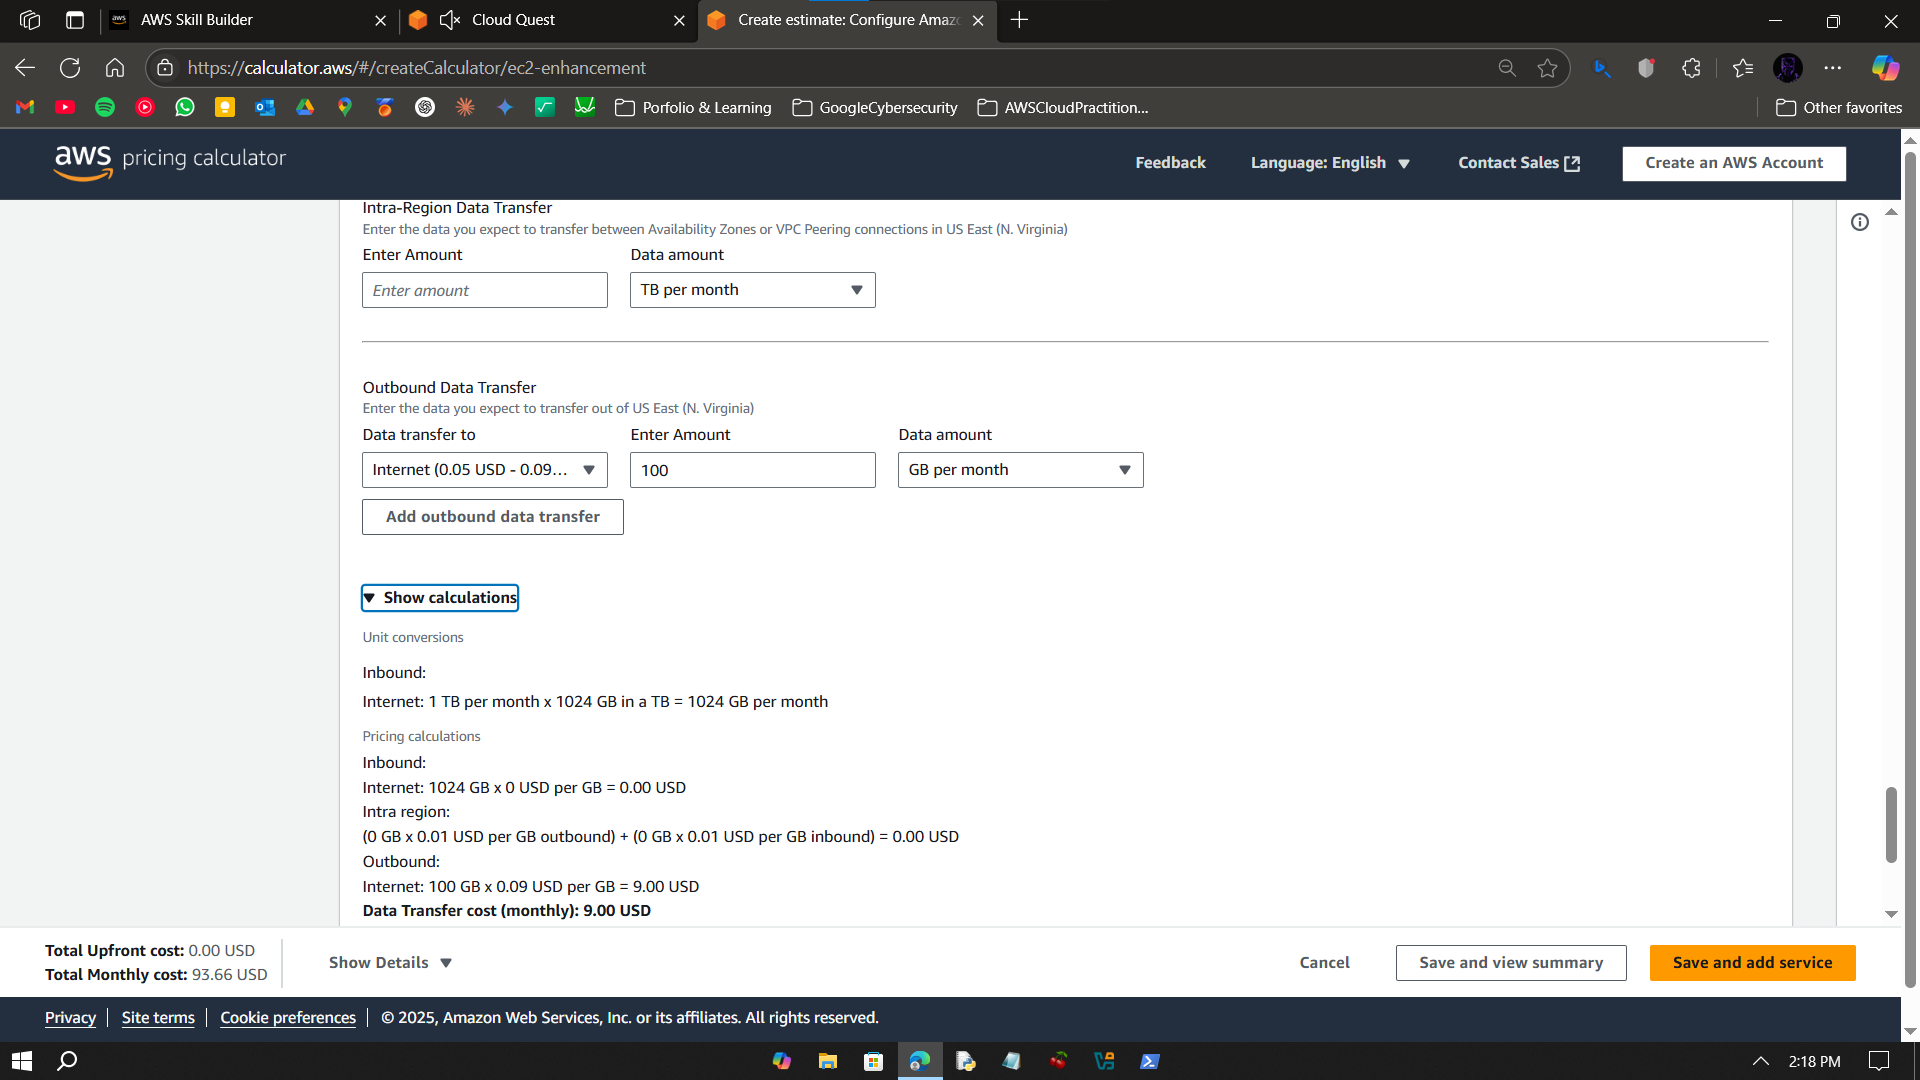 AWS Skill Builder
Cloud Quest
Create estimate: Configure Amaz
https://calculator.aws/#/createCalculator/ec2-enhancement
Porfolio & Learning
GoogleCybersecurity
AWSCloudPractition...
Other favorites
aws pricing calculator
Feedback
Language: English
Contact Sales
Create an AWS Account
Intra-Region Data Transfer
Enter the data you expect to transfer between Availability Zones or VPC Peering connections in US East (N. Virginia)
Enter Amount
Data amount
Enter amount
TB per month
Outbound Data Transfer
Enter the data you expect to transfer out of US East (N. Virginia)
Data transfer to
Enter Amount
Data amount
Internet (0.05 USD - 0.09...
100
GB per month
Add outbound data transfer
Show calculations
Unit conversions
Inbound:
Internet: 1 TB per month x 1024 GB in a TB = 1024 GB per month
Pricing calculations
Inbound:
Internet: 1024 GB x 0 USD per GB = 0.00 USD
Intra region:
(0 GB x 0.01 USD per GB outbound) + (0 GB x 0.01 USD per GB inbound) = 0.00 USD
Outbound:
Internet: 100 GB x 0.09 USD per GB = 9.00 USD
Data Transfer cost (monthly): 9.00 USD
Total Upfront cost: 0.00 USD
Total Monthly cost: 93.66 USD
Show Details
Cancel
Save and view summary
Save and add service
Privacy
Site terms
Cookie preferences
© 2025, Amazon Web Services, Inc. or its affiliates. All rights reserved.
2:18 PM